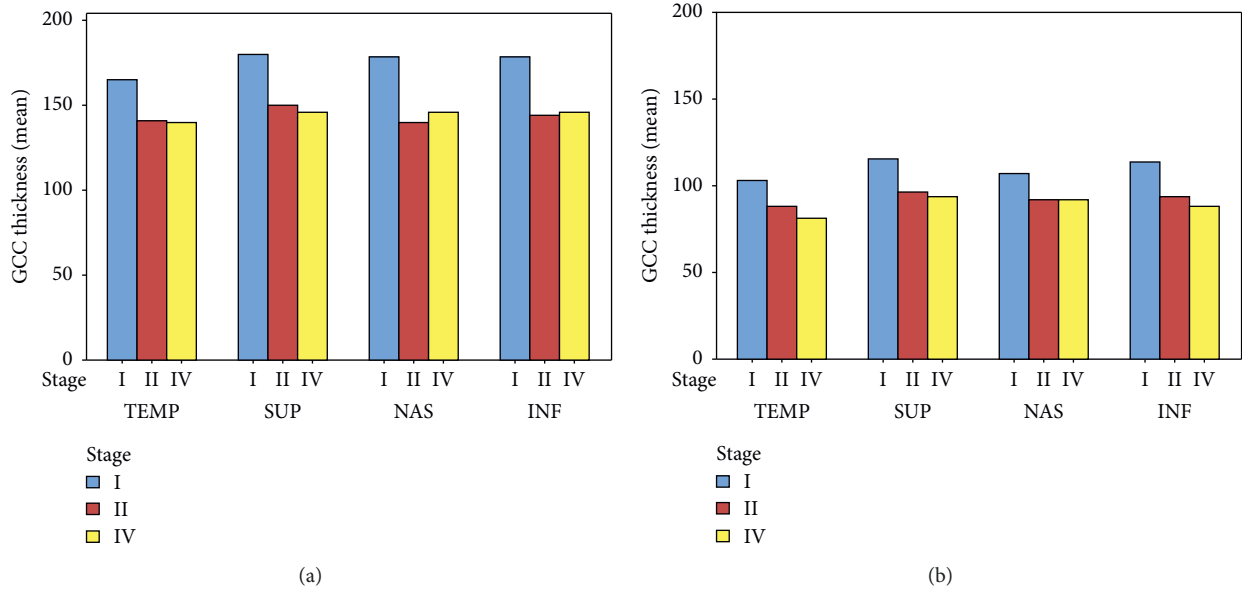 200
150
100
50
0
GCC thickness (mean)
Stage I II IV I II IV I II IV I II IV
TEMP SUP NAS INF
Stage
I
II
IV
(a)
200
150
100
50
0
GCC thickness (mean)
Stage I II IV I II IV I II IV I II IV
TEMP SUP NAS INF
Stage
I
II
IV
(b)